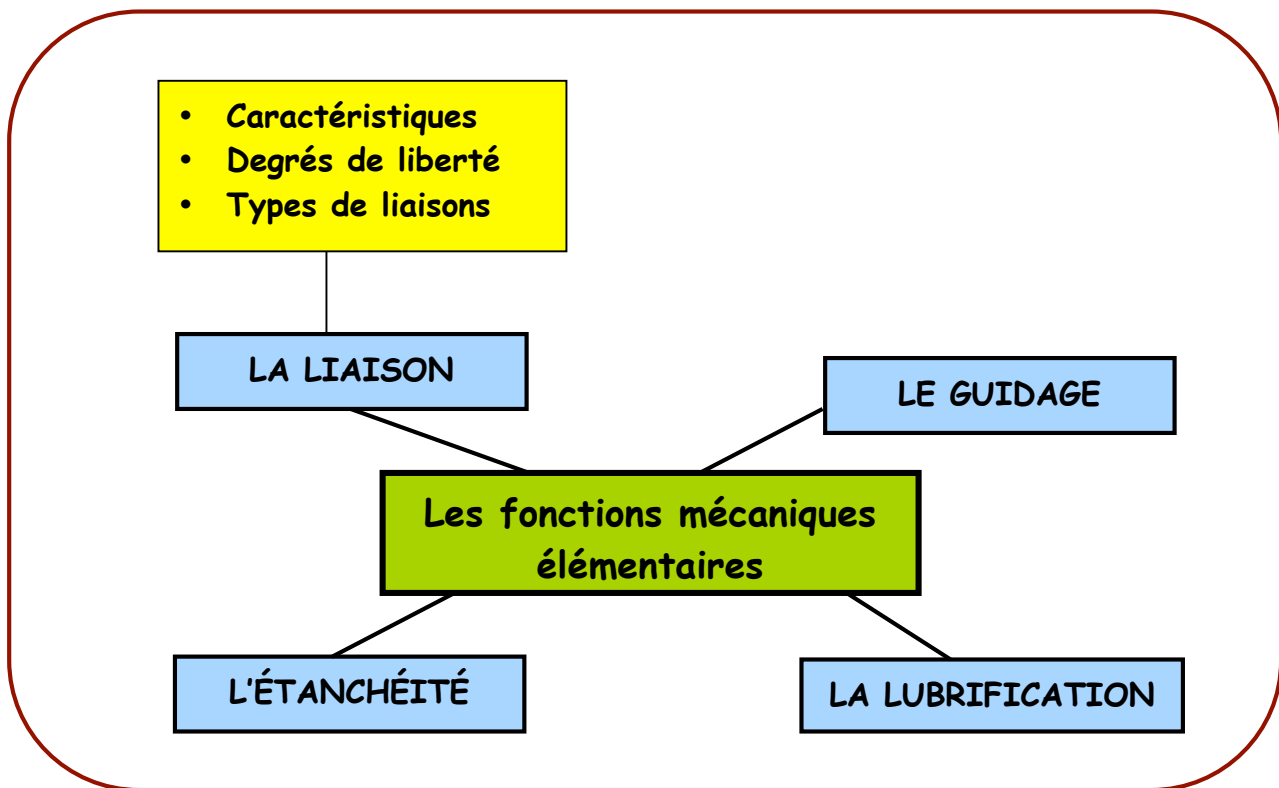 • Caractéristiques
• Degrés de liberté
• Types de liaisons
LA LIAISON
LE GUIDAGE
Les fonctions mécaniques
élémentaires
L'ÉTANCHÉITÉ
LA LUBRIFICATION